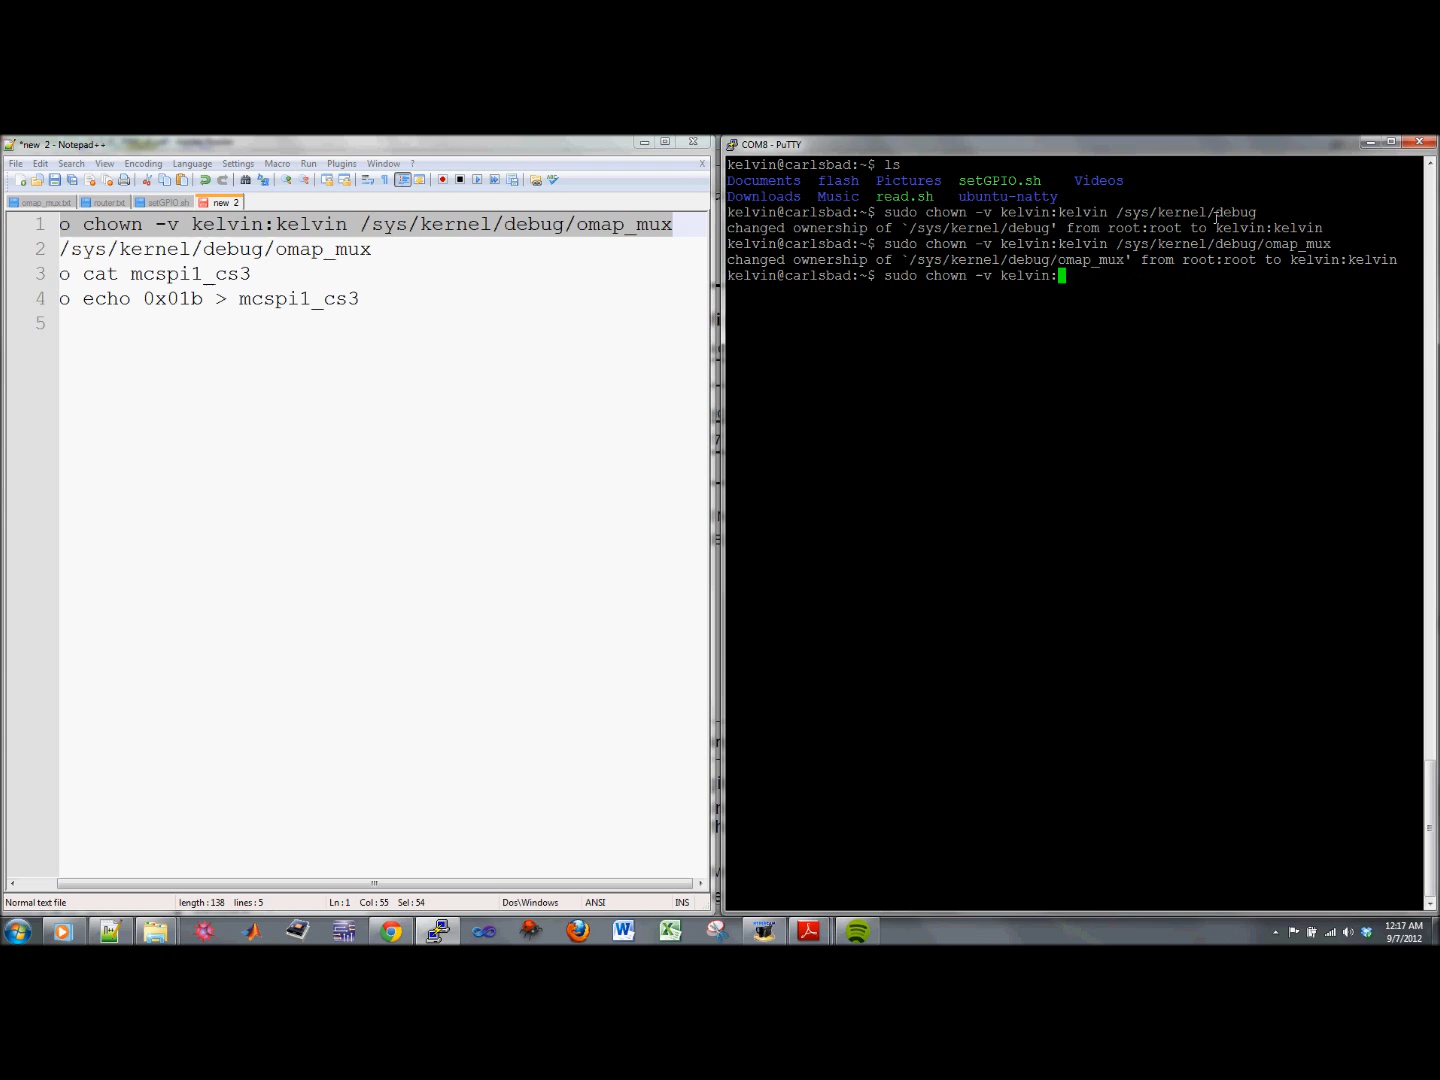 *new 2 - Notepad++
File Edit Search View Encoding Language Settings Macro Run Plugins Window ? X
omap_mux.txt router.txt setGPIO.sh new 2
1 o chown -v kelvin:kelvin /sys/kernel/debug/omap_mux
2 /sys/kernel/debug/omap_mux
3 o cat mcspi1_cs3
4 o echo 0x01b > mcspi1_cs3
5
Normal text file length : 138 lines : 5 Ln : 1 Col : 55 Sel : 54 Dos\Windows ANSI INS
COM8 - PuTTY
kelvin@carlsbad:~$ ls
Documents flash Pictures setGPIO.sh Videos
Downloads Music read.sh ubuntu-natty
kelvin@carlsbad:~$ sudo chown -v kelvin:kelvin /sys/kernel/debug
changed ownership of `/sys/kernel/debug' from root:root to kelvin:kelvin
kelvin@carlsbad:~$ sudo chown -v kelvin:kelvin /sys/kernel/debug/omap_mux
changed ownership of `/sys/kernel/debug/omap_mux' from root:root to kelvin:kelvin
kelvin@carlsbad:~$ sudo chown -v kelvin:
12:17 AM
9/7/2012